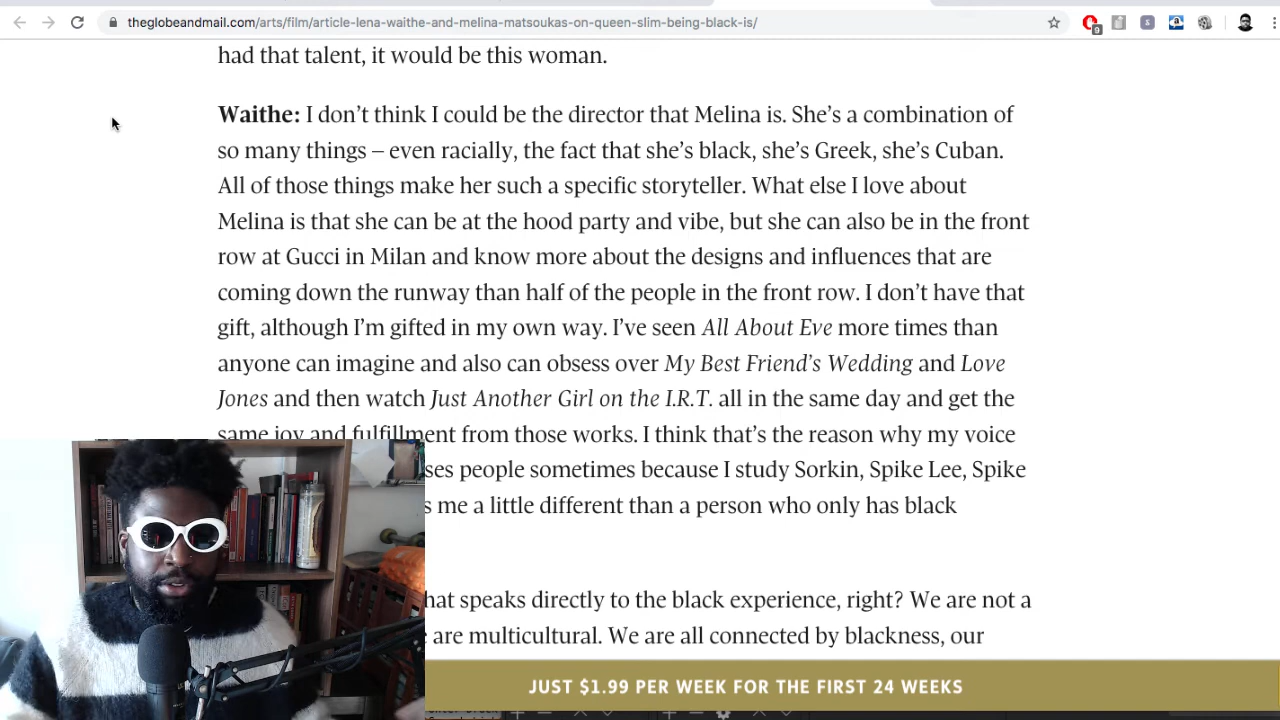 theglobeandmail.com/arts/film/article-lena-waithe-and-melina-matsoukas-on-queen-slim-being-black-is/
9
had that talent, it would be this woman.
Waithe: I don’t think I could be the director that Melina is. She’s a combination of
so many things – even racially, the fact that she’s black, she’s Greek, she’s Cuban.
All of those things make her such a specific storyteller. What else I love about
Melina is that she can be at the hood party and vibe, but she can also be in the front
row at Gucci in Milan and know more about the designs and influences that are
coming down the runway than half of the people in the front row. I don’t have that
gift, although I’m gifted in my own way. I’ve seen All About Eve more times than
anyone can imagine and also can obsess over My Best Friend’s Wedding and Love
Jones and then watch Just Another Girl on the I.R.T. all in the same day and get the
same joy and fulfillment from those works. I think that’s the reason why my voice
ses people sometimes because I study Sorkin, Spike Lee, Spike
s me a little different than a person who only has black
hat speaks directly to the black experience, right? We are not a
e are multicultural. We are all connected by blackness, our
JUST $1.99 PER WEEK FOR THE FIRST 24 WEEKS